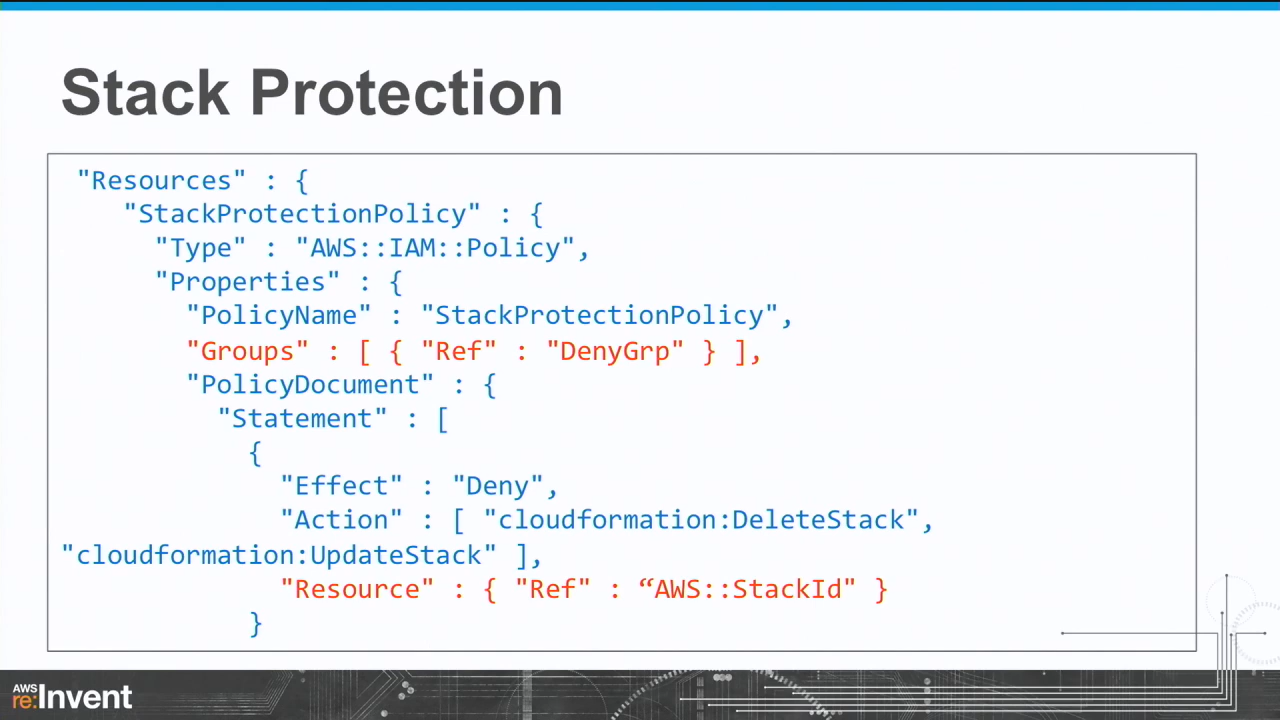 Stack Protection
"Resources" : {
"StackProtectionPolicy" : {
"Type" : "AWS::IAM::Policy",
"Properties" : {
"PolicyName" : "StackProtectionPolicy",
"Groups" : [ { "Ref" : "DenyGrp" } ],
"PolicyDocument" : {
"Statement" : [
{
"Effect" : "Deny",
"Action" : [ "cloudformation:DeleteStack",
"cloudformation:UpdateStack" ],
"Resource" : { "Ref" : “AWS::StackId" }
}
AWS
re:Invent